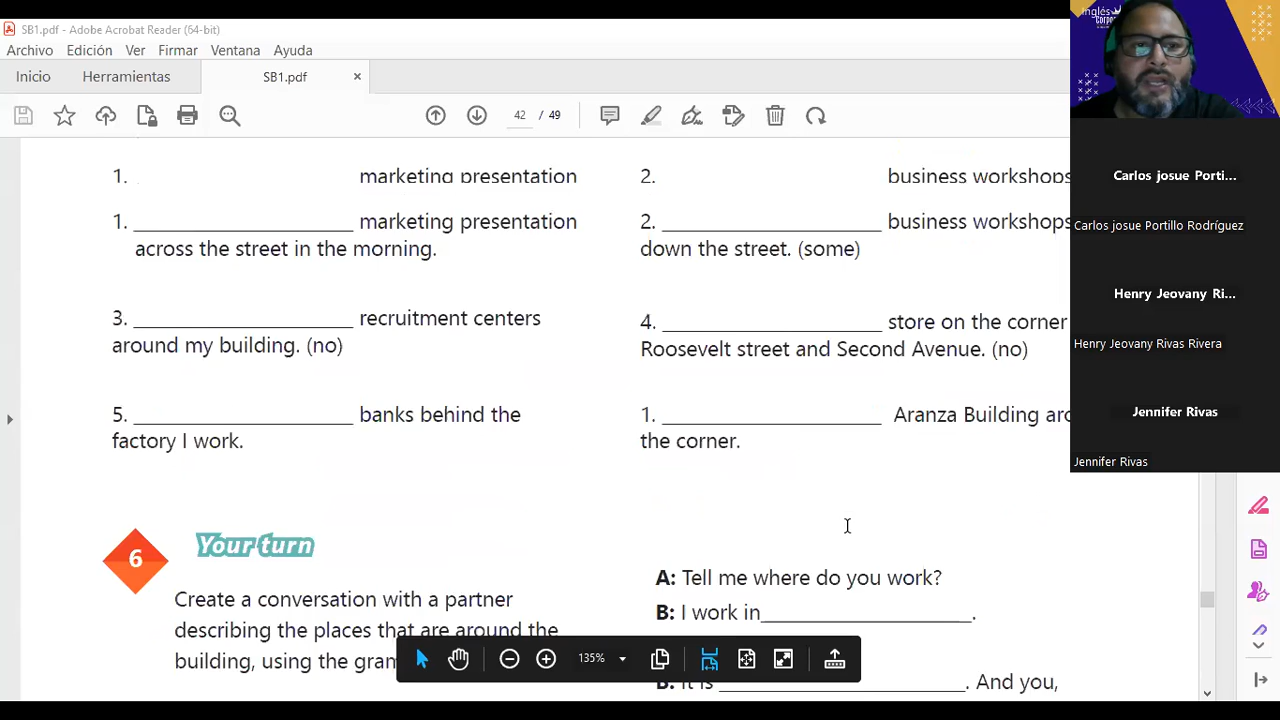 SB1.pdf - Adobe Acrobat Reader (64-bit)
Archivo Edición Ver Firmar Ventana Ayuda
Inicio Herramientas SB1.pdf ×
42 / 49
1. marketing presentation
2. business workshops
1. ____________________ marketing presentation
across the street in the morning.
2. ____________________ business workshops
down the street. (some)
3. ____________________ recruitment centers
around my building. (no)
4. ____________________ store on the corner
Roosevelt street and Second Avenue. (no)
5. ____________________ banks behind the
factory I work.
1. ____________________ Aranza Building
the corner.
6 Your turn
Create a conversation with a partner
describing the places that are around the
building, using the
A: Tell me where do you work?
B: I work in____________________.
B: It is ____________________. And you,
135%
Inglés
Carlos josue Porti...
Carlos josue Portillo Rodríguez
Henry Jeovany Ri...
Henry Jeovany Rivas Rivera
Jennifer Rivas
Jennifer Rivas